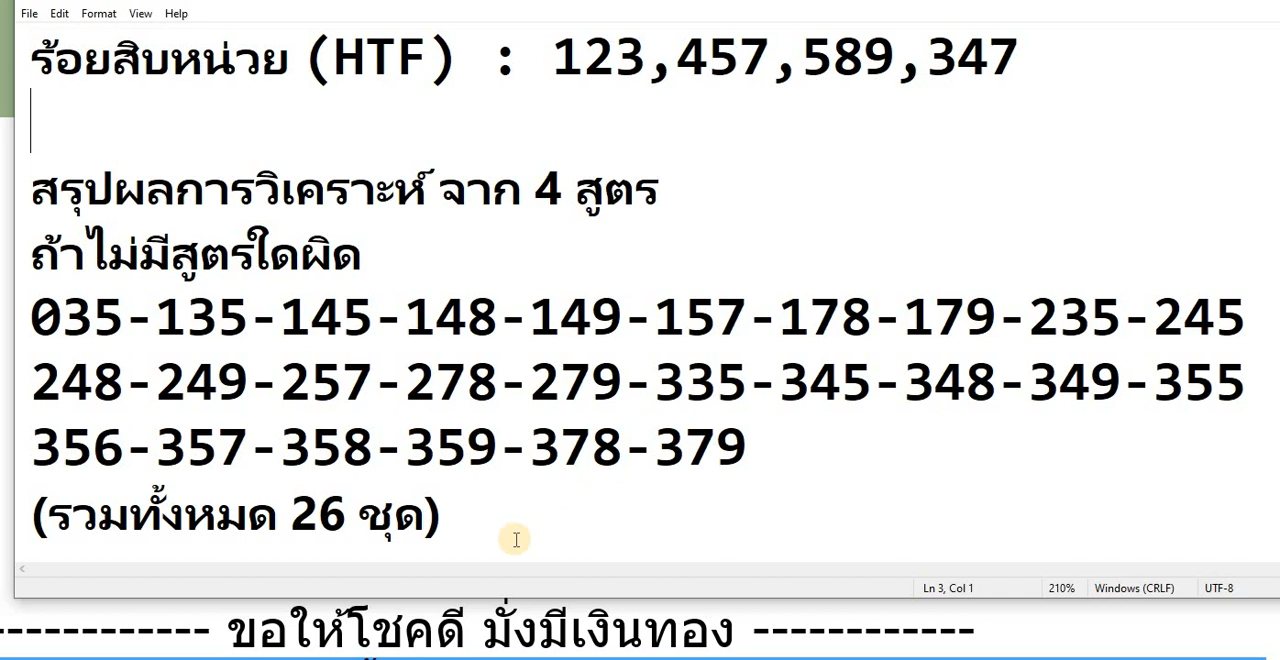 File Edit Format View Help
ร้อยสิบหน่วย (HTF) : 123,457,589,347
สรุปผลการวิเคราะห์ จาก 4 สูตร
ถ้าไม่มีสูตรใดผิด
035-135-145-148-149-157-178-179-235-245
248-249-257-278-279-335-345-348-349-355
356-357-358-359-378-379
(รวมทั้งหมด 26 ชุด)
Ln 3, Col 1 210% Windows (CRLF) UTF-8
------------ ขอให้โชคดี มั่งมีเงินทอง ------------